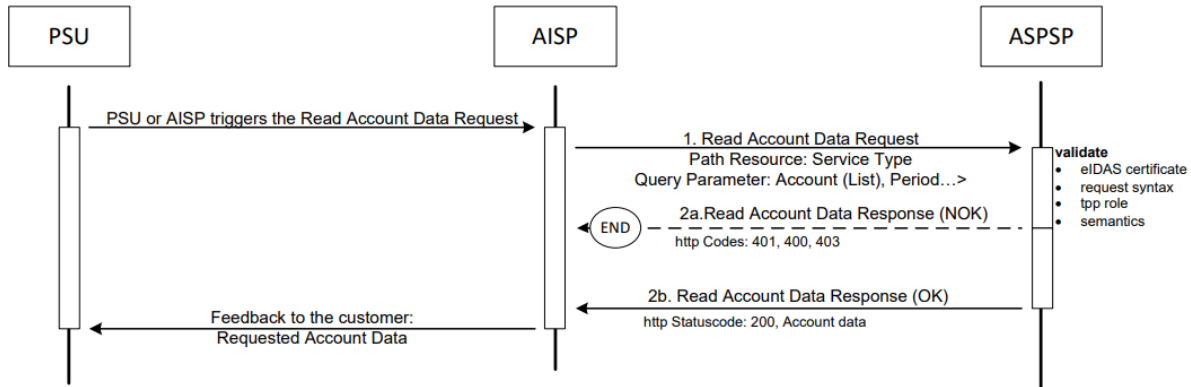 PSU
AISP
ASPSP
PSU or AISP triggers the Read Account Data Request
1. Read Account Data Request
Path Resource: Service Type
Query Parameter: Account (List), Period…>
validate
• eIDAS certificate
• request syntax
• tpp role
• semantics
2a.Read Account Data Response (NOK)
END
http Codes: 401, 400, 403
2b. Read Account Data Response (OK)
http Statuscode: 200, Account data
Feedback to the customer:
Requested Account Data